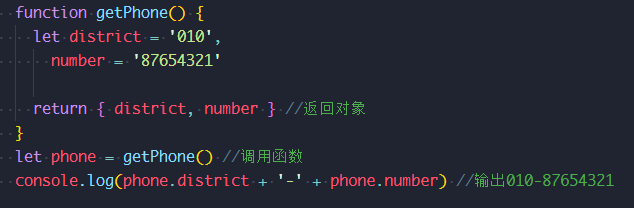 function getPhone() {
let district = '010',
number = '87654321'
return { district, number } //返回对象
}
let phone = getPhone() //调用函数
console.log(phone.district + '-' + phone.number) //输出010-87654321